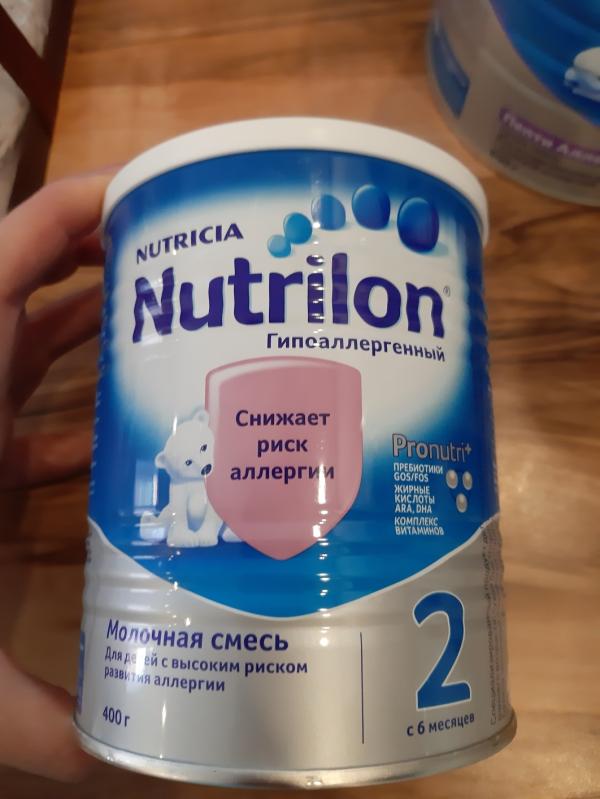 NUTRICIA
Nutrilon®
Гипоаллергенный
Снижает
риск
аллергии
Pronutri+
ПРЕБИОТИКИ
GOS/FOS
ЖИРНЫЕ
КИСЛОТЫ
ARA, DHA
КОМПЛЕКС
ВИТАМИНОВ
Молочная смесь
Для детей с высоким риском
развития аллергии
400 г
2
с 6 месяцев
Пепти